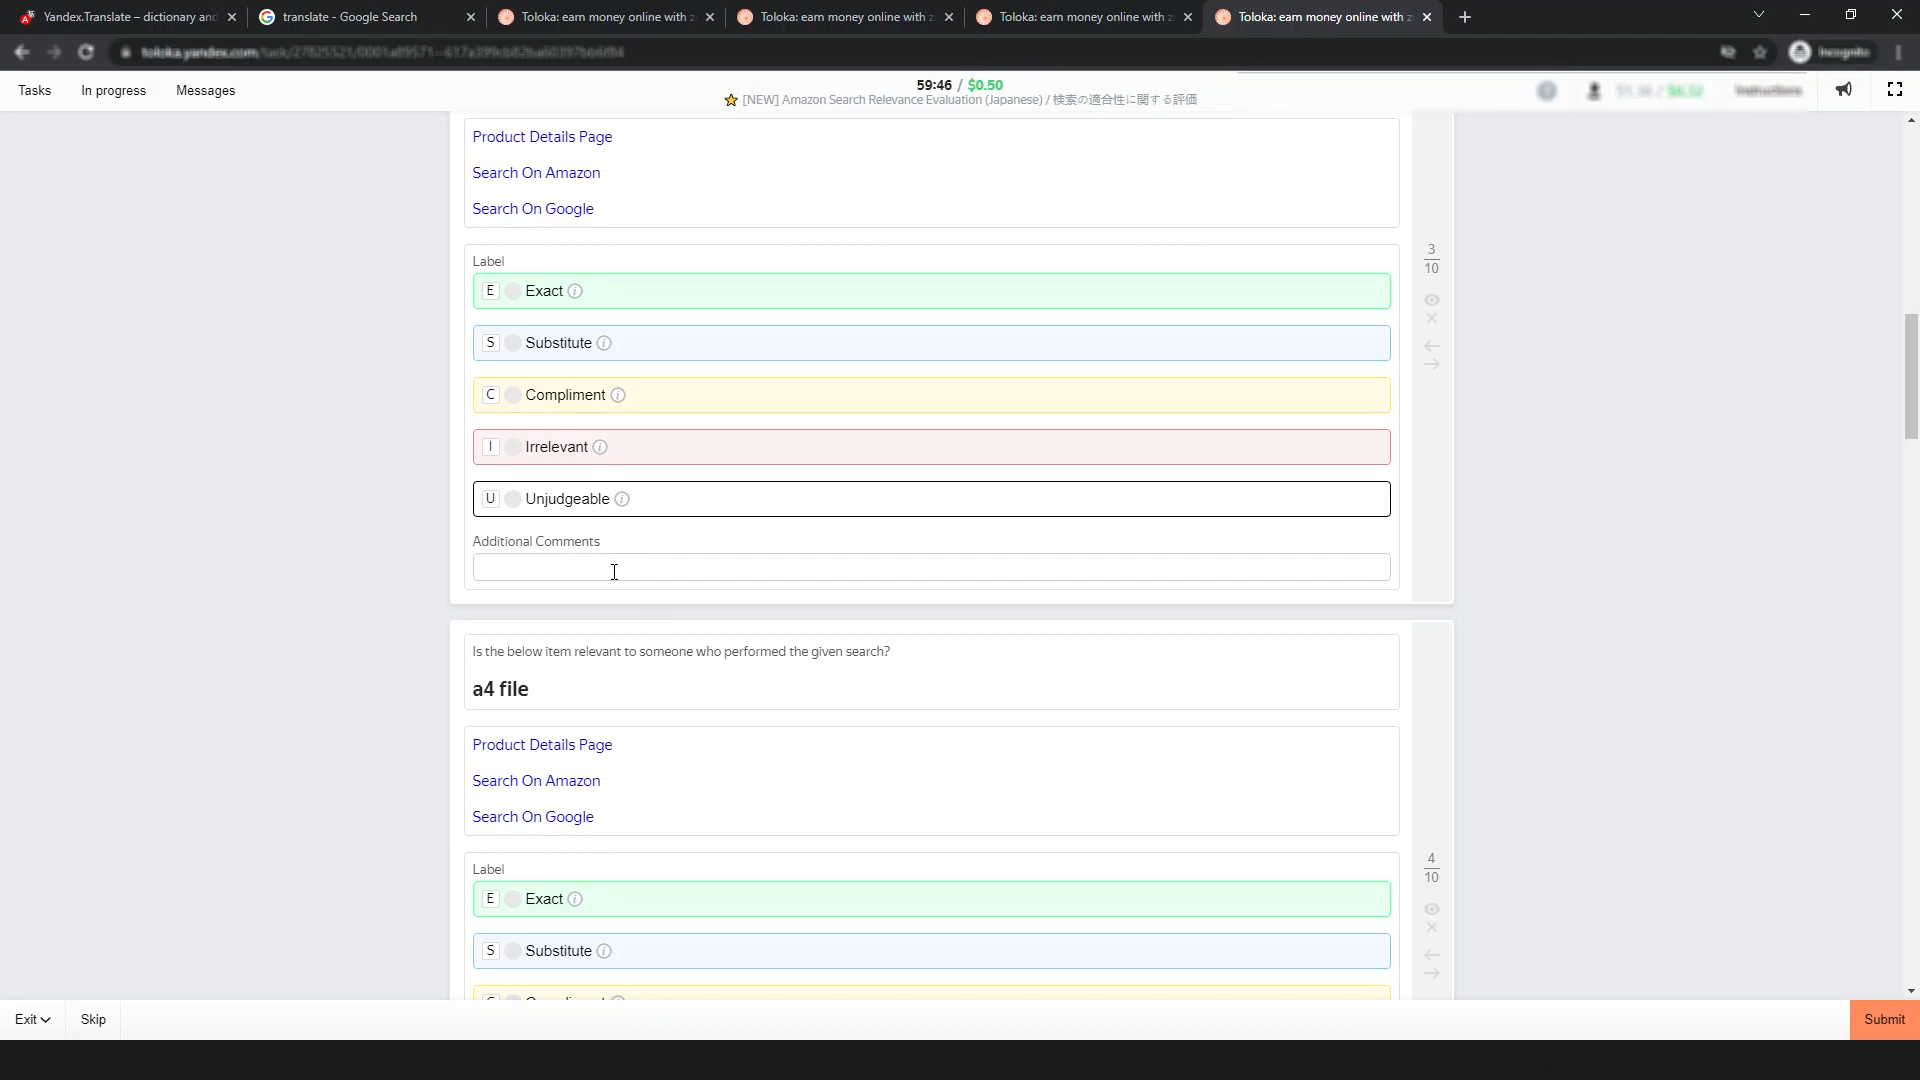 Yandex.Translate – dictionary and
translate - Google Search
Toloka: earn money online with z
Toloka: earn money online with z
Toloka: earn money online with z
Toloka: earn money online with z
Incognito
Tasks
In progress
Messages
59:46 / $0.50
[NEW] Amazon Search Relevance Evaluation (Japanese) / 検索の適合性に関する評価
Instructions
Product Details Page
Search On Amazon
Search On Google
3
10
Label
E Exact
S Substitute
C Compliment
I Irrelevant
U Unjudgeable
Additional Comments
Is the below item relevant to someone who performed the given search?
a4 file
Product Details Page
Search On Amazon
Search On Google
4
10
Label
E Exact
S Substitute
Exit
Skip
Submit